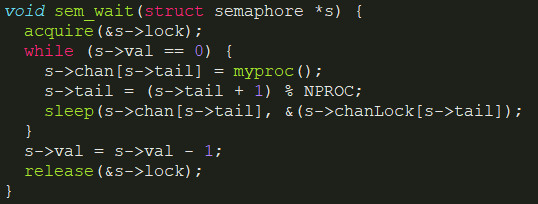 void sem_wait(struct semaphore *s) {
  acquire(&s->lock);
  while (s->val == 0) {
    s->chan[s->tail] = myproc();
    s->tail = (s->tail + 1) % NPROC;
    sleep(s->chan[s->tail], &(s->chanLock[s->tail]);
  }
  s->val = s->val - 1;
  release(&s->lock);
}